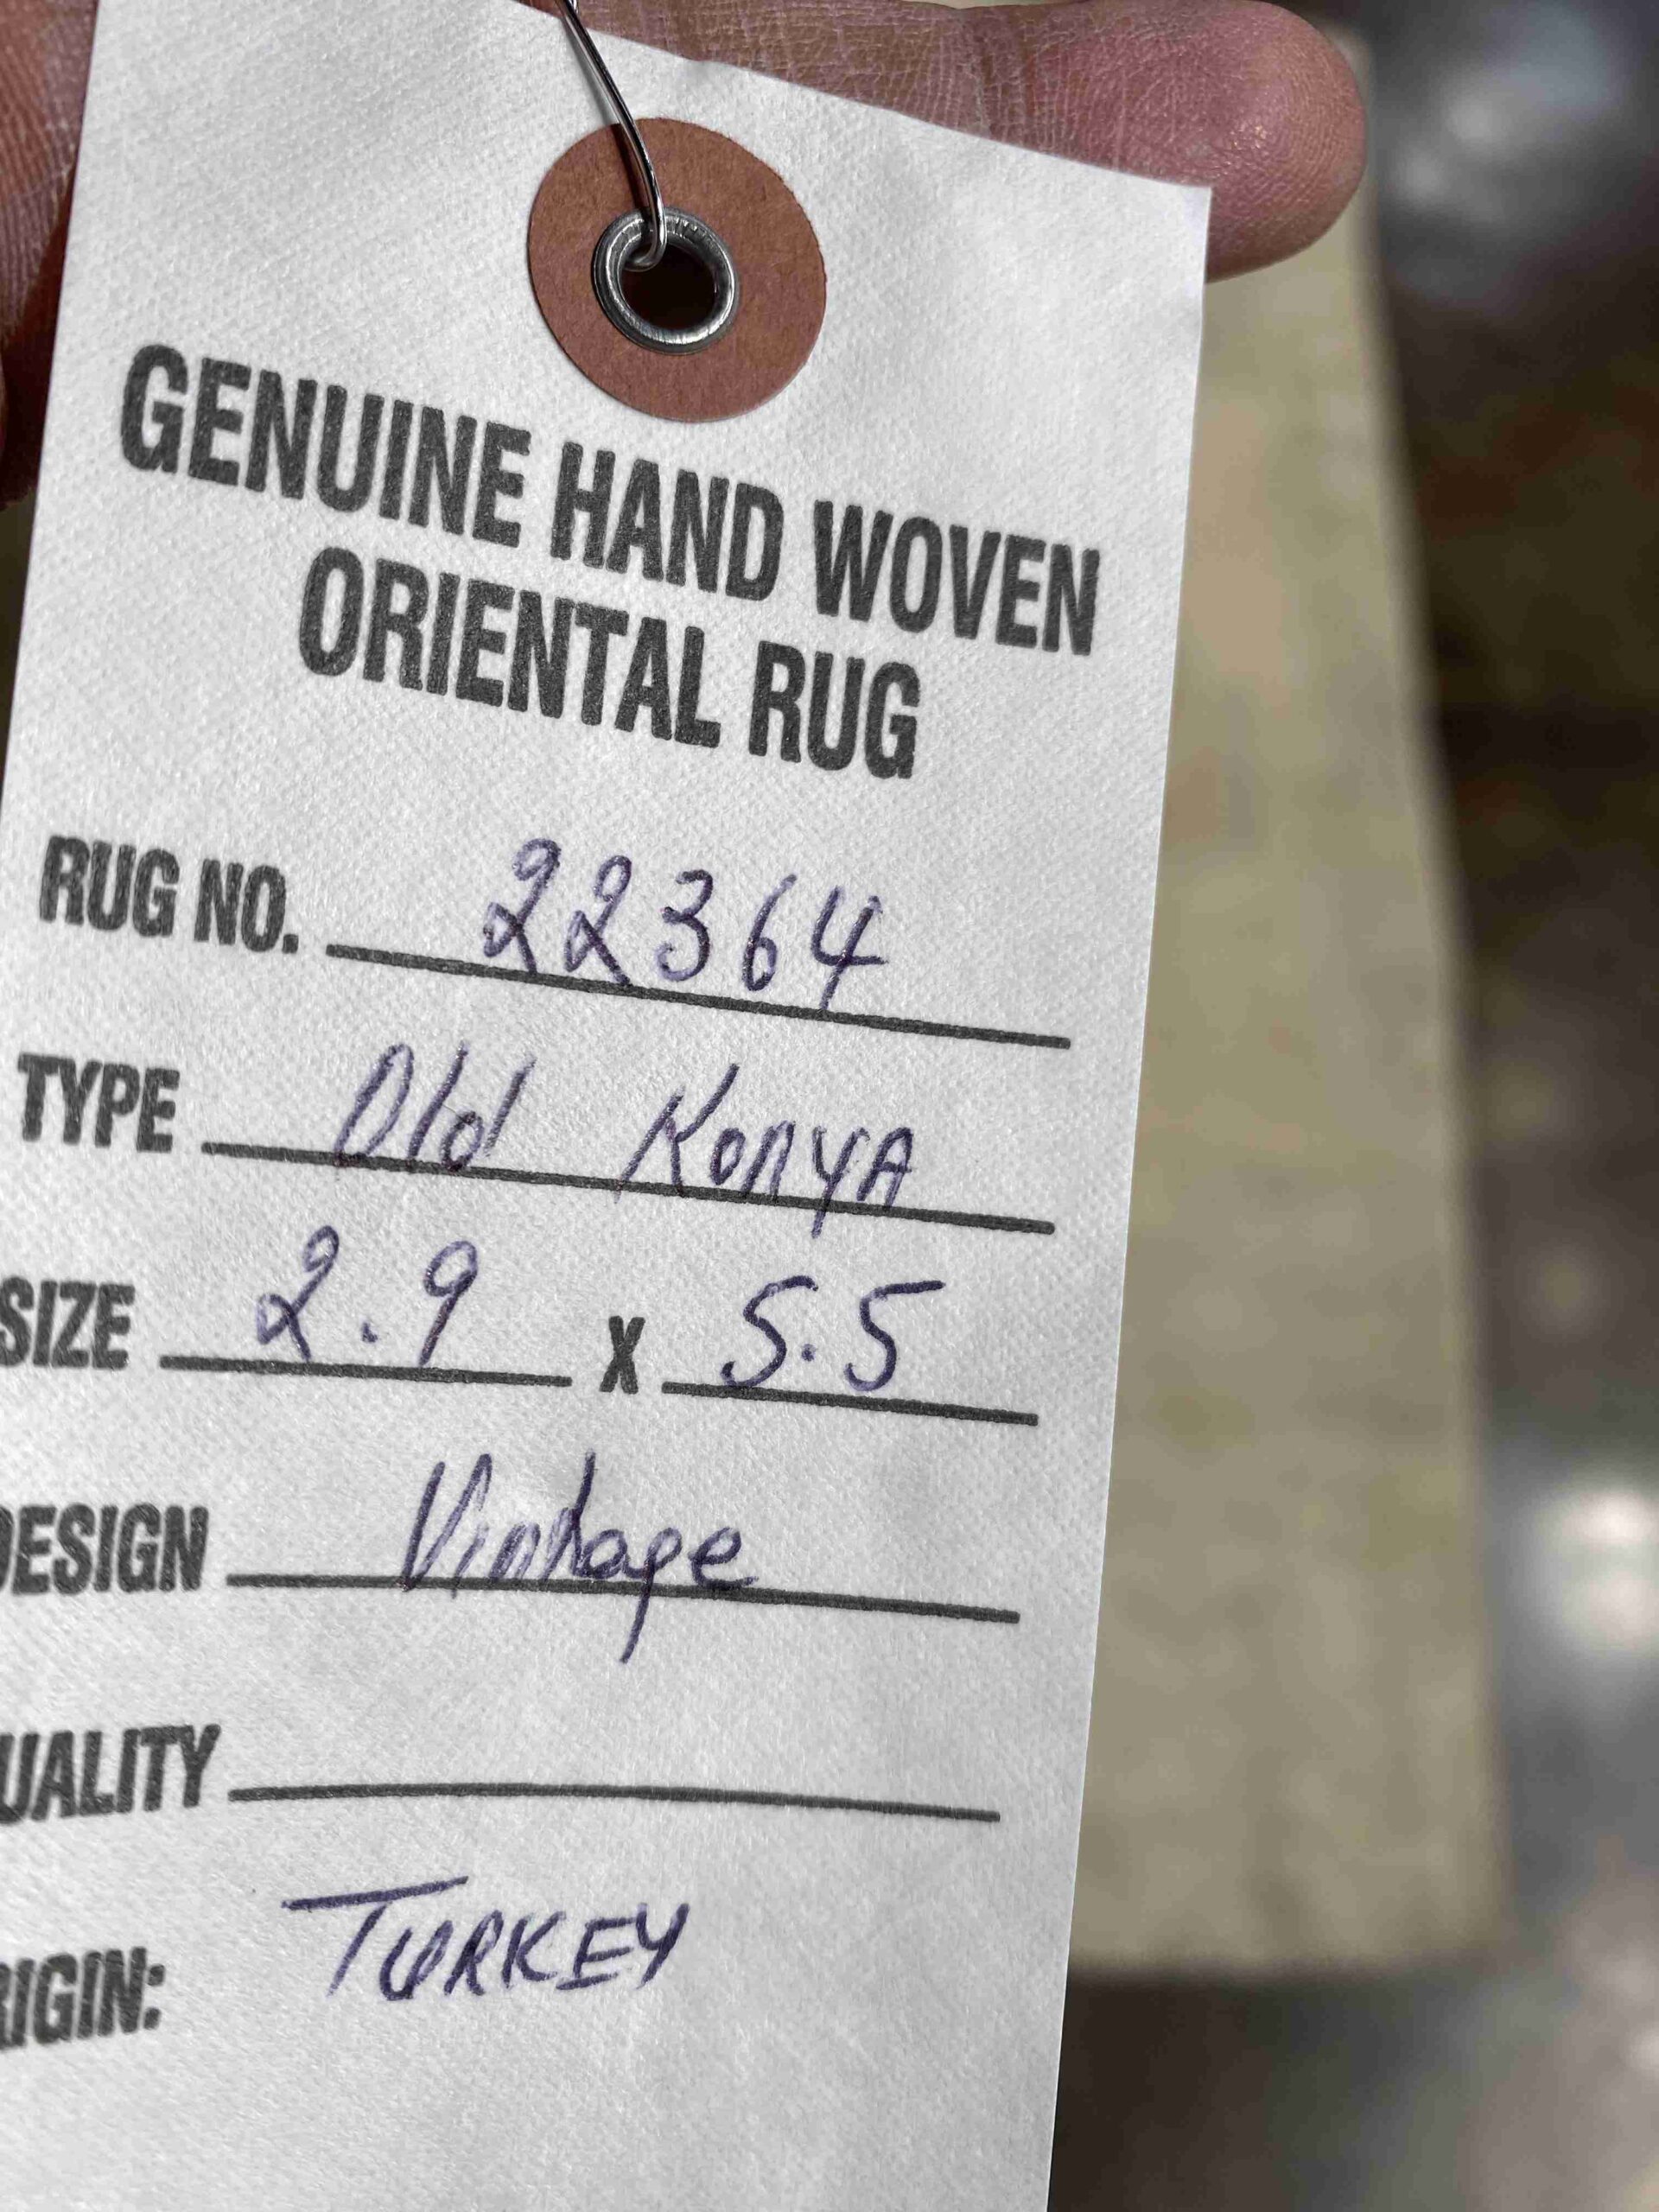 GENUINE HAND WOVEN
ORIENTAL RUG
RUG NO. 22364
TYPE Old KonyA
SIZE 2.9 X 5.5
DESIGN Vintage
UALITY
RIGIN: TURKEY